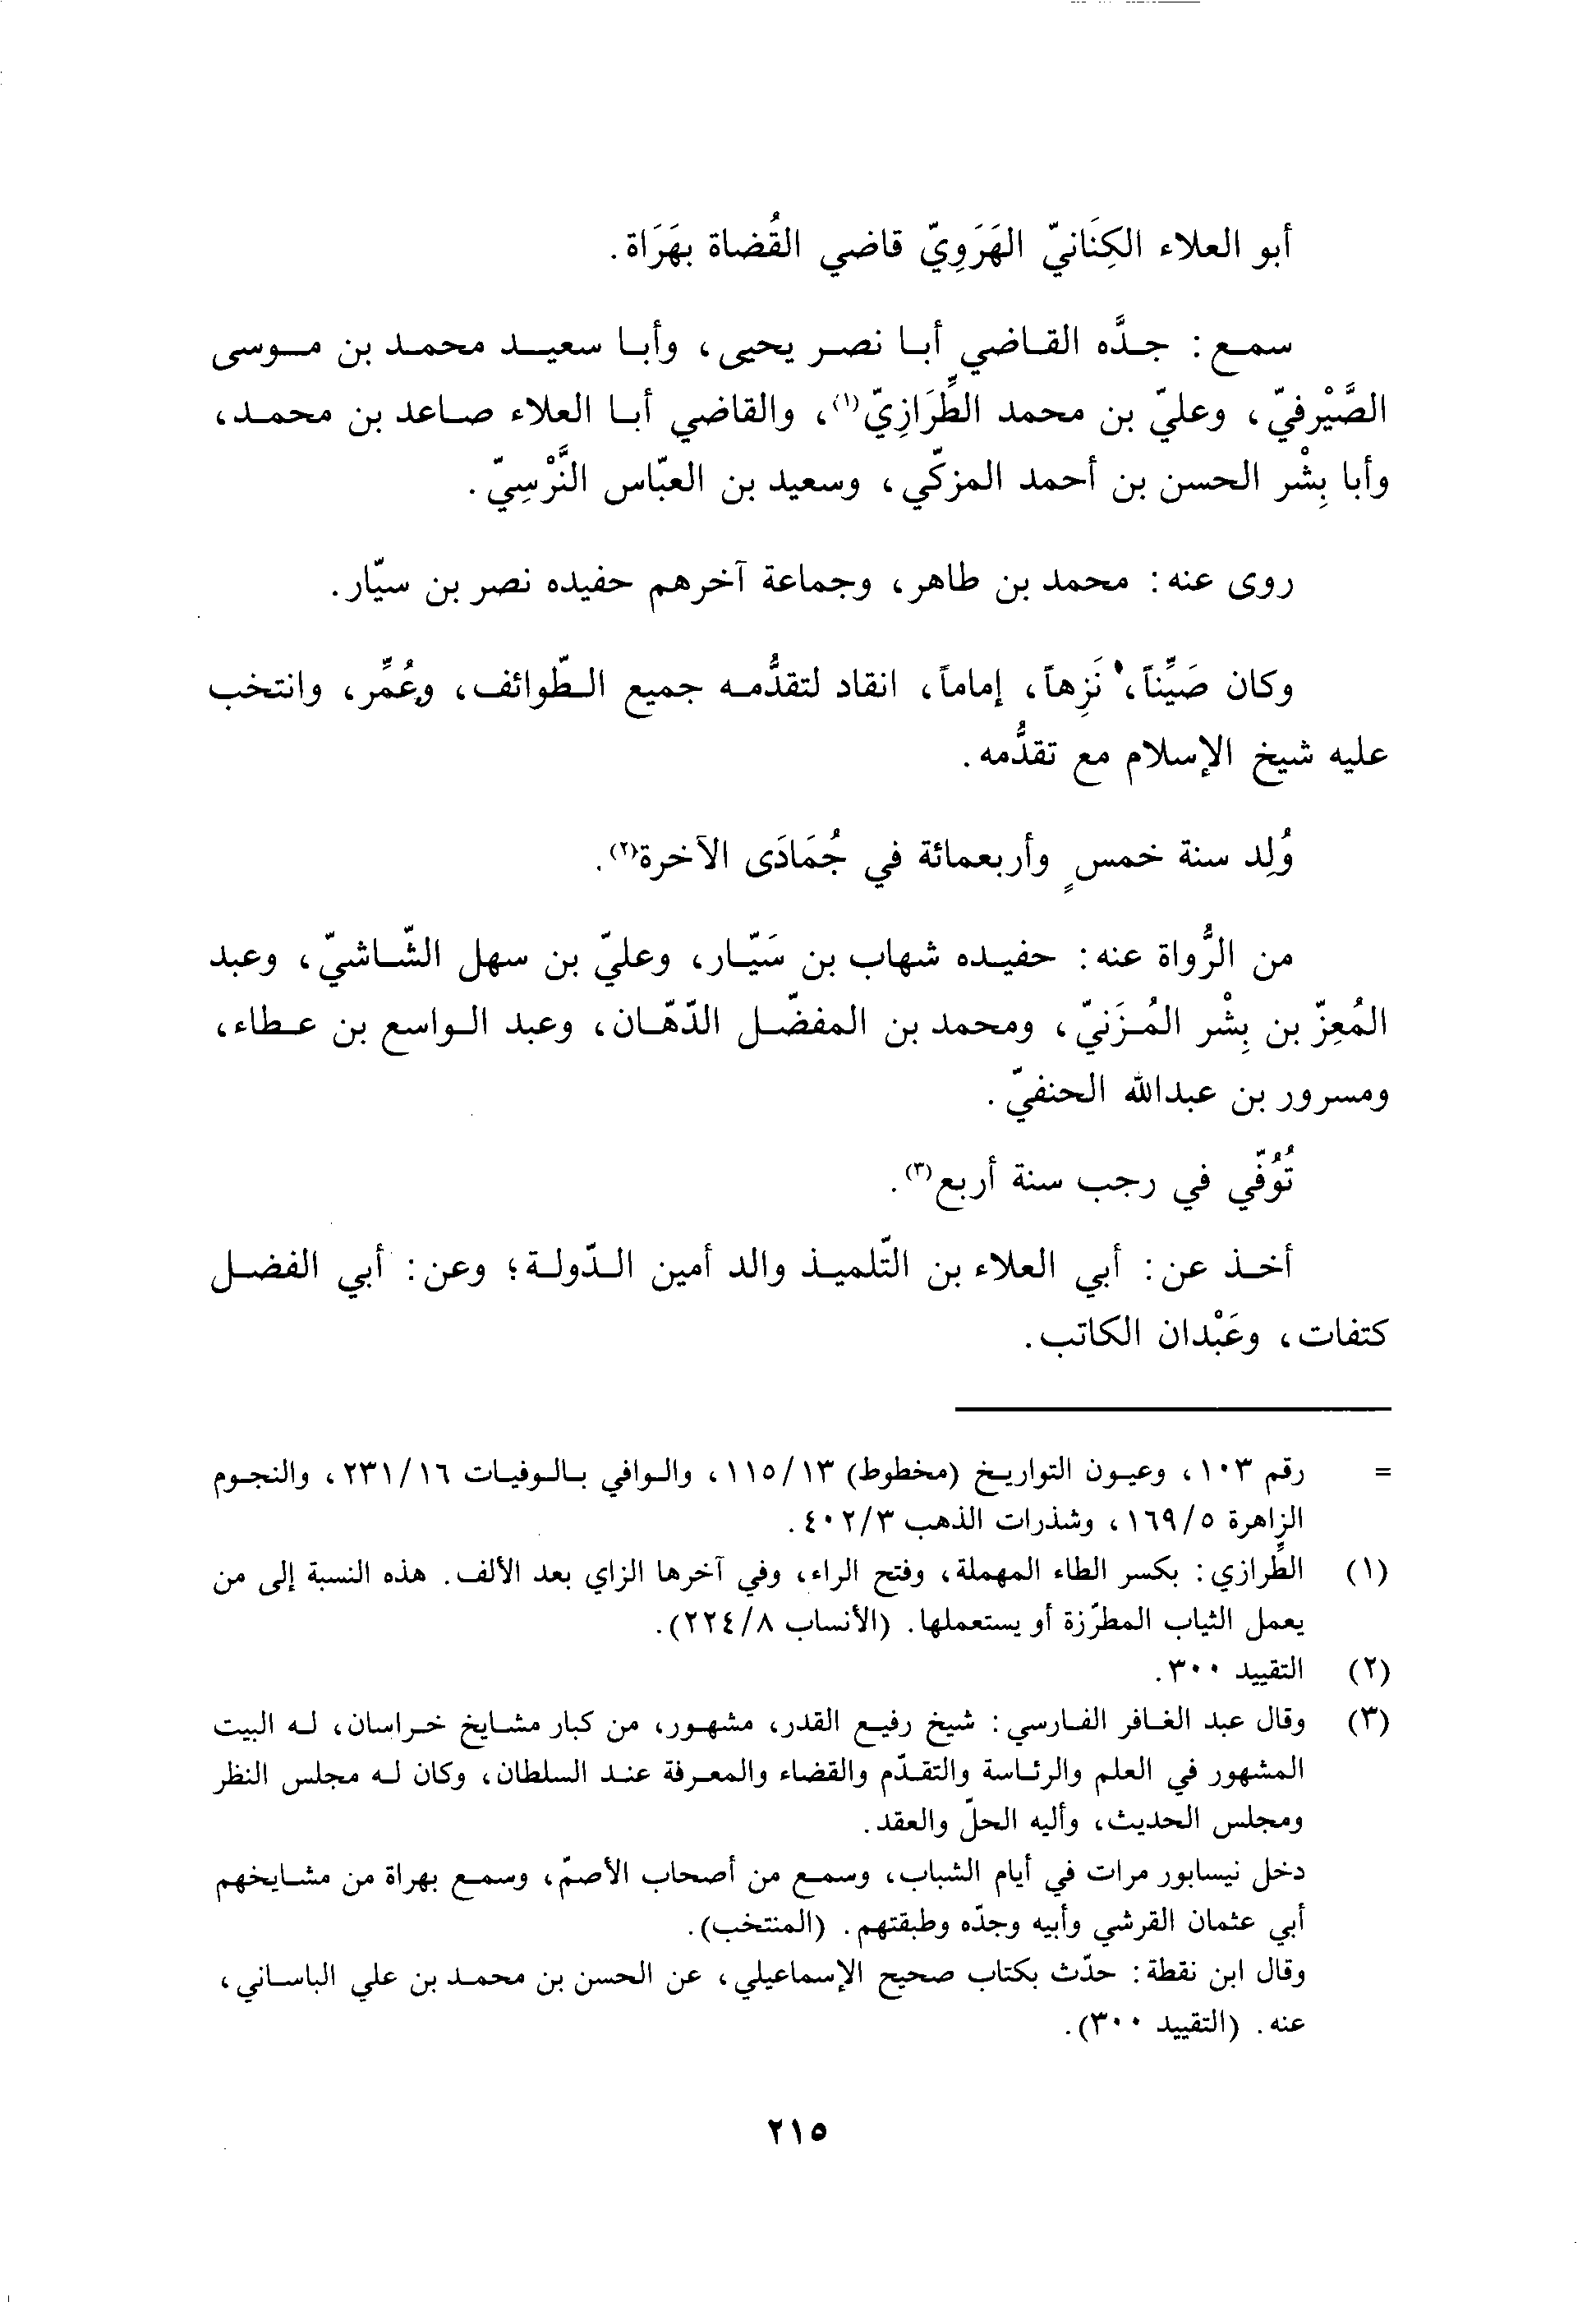 أبو العلاء الكِنَانيّ الهَرَوِيّ قاضي القُضاة بهَرَاة.
سمع: جدَّه القاضي أبا نصر يحيى، وأبا سعيد محمد بن موسى
الصَّيْرفيّ، وعليّ بن محمد الطِّرَازِيّ(١)، والقاضي أبا العلاء صاعد بن محمد،
وأبا بِشْر الحسن بن أحمد المزكّي، وسعيد بن العبّاس النَّرْسِيّ.
روى عنه: محمد بن طاهر، وجماعة آخرهم حفيده نصر بن سيّار.
وكان صَيِّناً، نَزِهاً، إماماً، انقاد لتقدُّمه جميع الطّوائف، وعُمِّر، وانتخب
عليه شيخ الإسلام مع تقدُّمه.
وُلِد سنة خمسٍ وأربعمائة في جُمَادَى الآخرة(٢).
من الرُّواة عنه: حفيده شهاب بن سَيّار، وعليّ بن سهل الشّاشيّ، وعبد
المُعِزّ بن بِشْر المُزَنيّ، ومحمد بن المفضّل الدّهّان، وعبد الواسع بن عطاء،
ومسرور بن عبدالله الحنفيّ.
تُوُفّي في رجب سنة أربع(٣).
أخذ عن: أبي العلاء بن التّلميذ والد أمين الدّولة؛ وعن: أبي الفضل
كتفات، وعَبْدان الكاتب.
= رقم ١٠٣، وعيون التواريخ (مخطوط) ١١٥/١٣، والوافي بالوفيات ٢٣١/١٦، والنجوم
الزاهرة ١٦٩/٥، وشذرات الذهب ٤٠٢/٣.
(١) الطِّرازي: بكسر الطاء المهملة، وفتح الراء، وفي آخرها الزاي بعد الألف. هذه النسبة إلى من
يعمل الثياب المطرّزة أو يستعملها. (الأنساب ٢٢٤/٨).
(٢) التقييد ٣٠٠.
(٣) وقال عبد الغافر الفارسي: شيخ رفيع القدر، مشهور، من كبار مشايخ خراسان، له البيت
المشهور في العلم والرئاسة والتقدّم والقضاء والمعرفة عند السلطان، وكان له مجلس النظر
ومجلس الحديث، وأليه الحلّ والعقد.
دخل نيسابور مرات في أيام الشباب، وسمع من أصحاب الأصمّ، وسمع بهراة من مشايخهم
أبي عثمان القرشي وأبيه وجدّه وطبقتهم. (المنتخب).
وقال ابن نقطة: حدّث بكتاب صحيح الإسماعيلي، عن الحسن بن محمد بن علي الباساني،
عنه. (التقييد ٣٠٠).
٢١٥